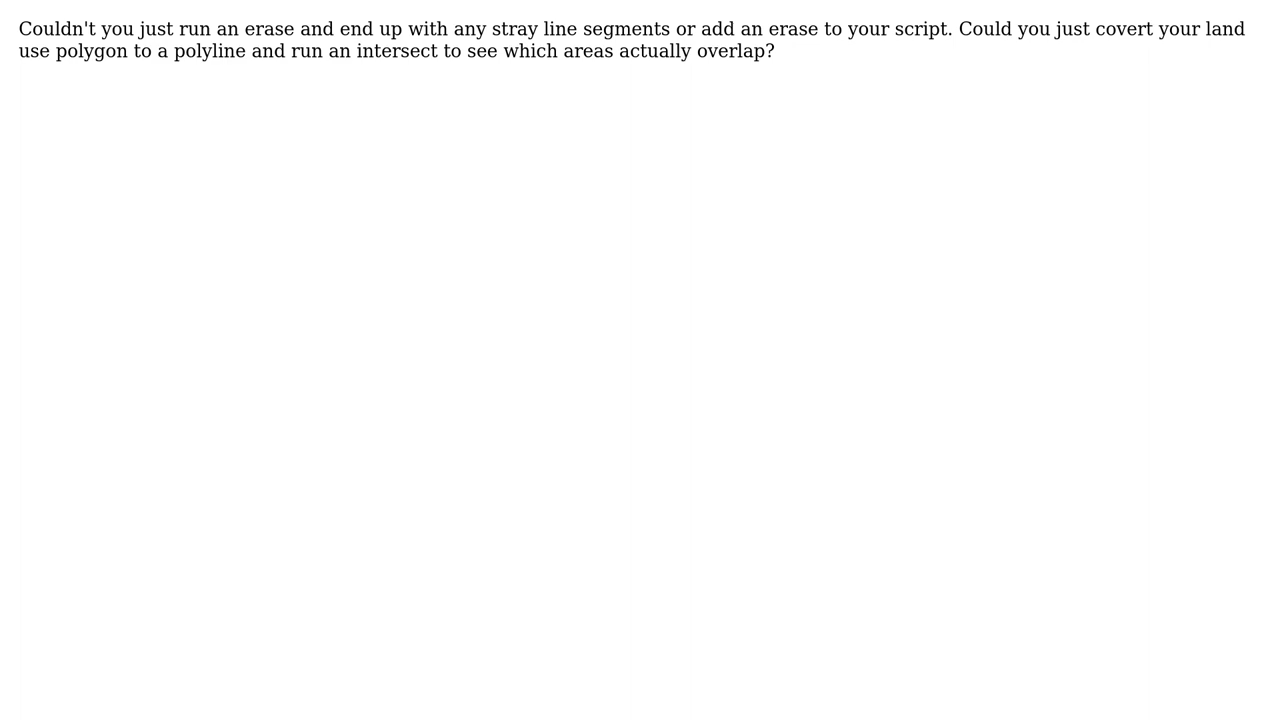 Couldn't you just run an erase and end up with any stray line segments or add an erase to your script. Could you just covert your land
use polygon to a polyline and run an intersect to see which areas actually overlap?